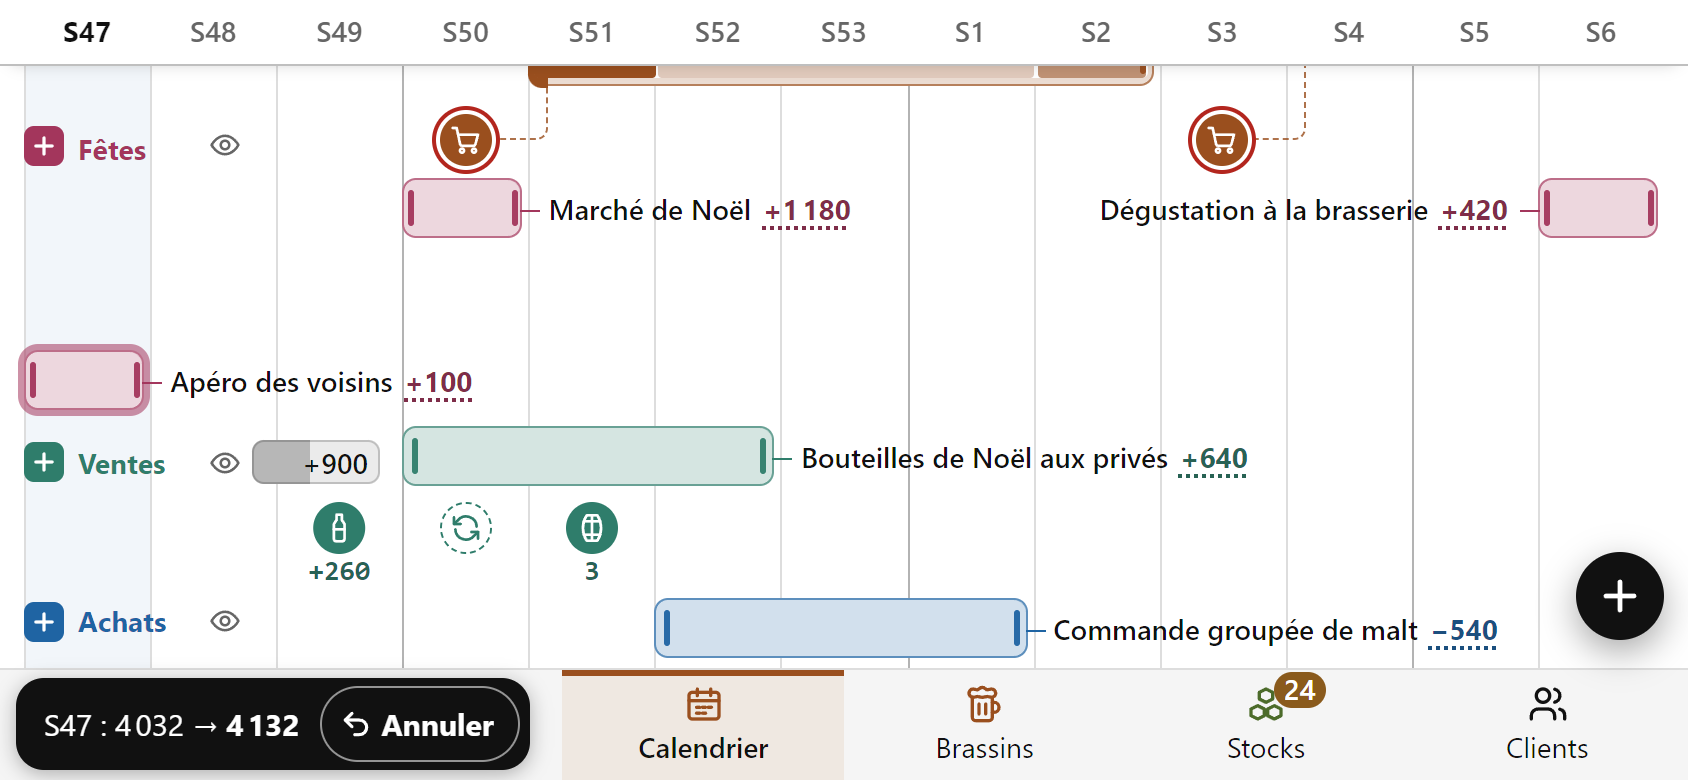 S47 S48 S49 S50 S51 S52 S53 S1 S2 S3 S4 S5 S6
Fêtes
Marché de Noël +1 180
Dégustation à la brasserie +420
Apéro des voisins +100
Ventes
+900
Bouteilles de Noël aux privés +640
+260
3
Achats
Commande groupée de malt −540
S47 : 4 032 → 4 132
Annuler
Calendrier
Brassins
24
Stocks
Clients